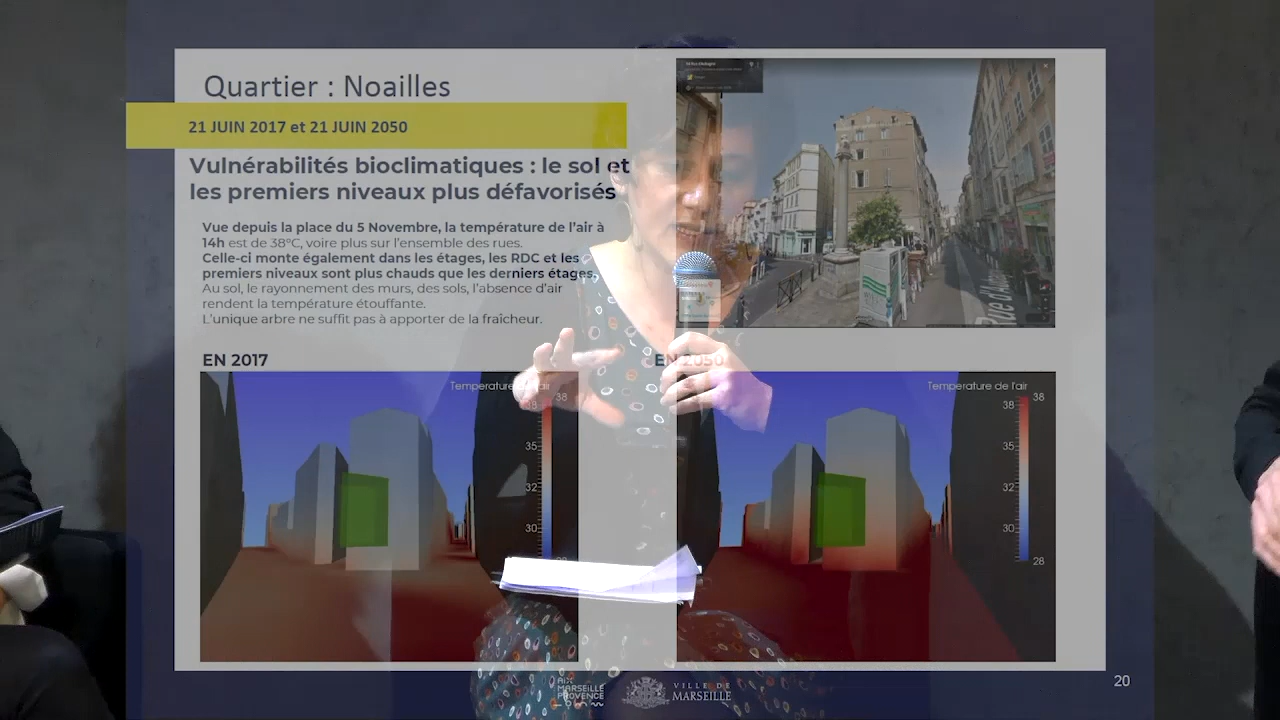 Quartier : Noailles
21 JUIN 2017 et 21 JUIN 2050
Vulnérabilités bioclimatiques : le sol et
les premiers niveaux plus défavorisés
Vue depuis la place du 5 Novembre, la température de l'air à
14h est de 38°C, voire plus sur l'ensemble des rues.
Celle-ci monte également dans les étages, les RDC et les
premiers niveaux sont plus chauds que les derniers étages.
Au sol, le rayonnement des murs, des sols, l'absence d'air
rendent la température étouffante.
L'unique arbre ne suffit pas à apporter de la fraîcheur.
Rue d'Au
EN 2017
EN 2050
Temperature air
38
38
35
32
30
Temperature de l'air
38
38
35
32
30
28
AIX
MARSEILLE
PROVENCE
VILLE DE
MARSEILLE
20